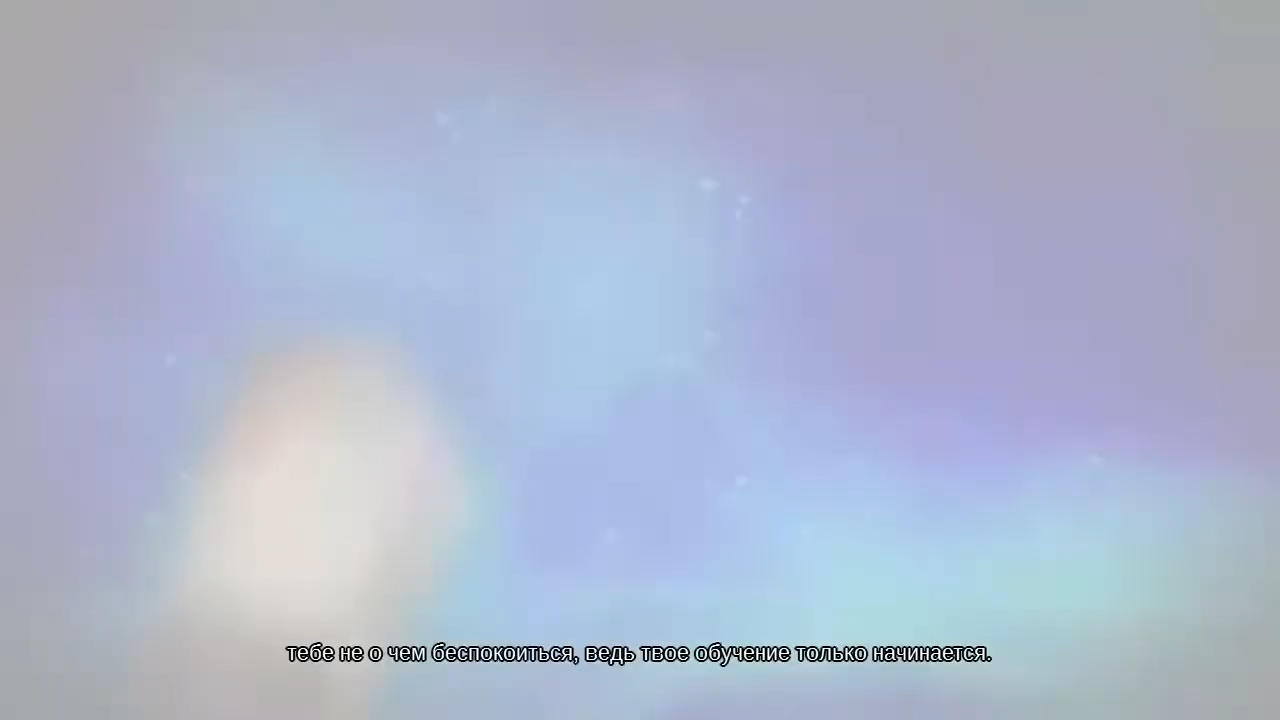 тебе не о чем беспокоиться, ведь твое обучение только начинается.